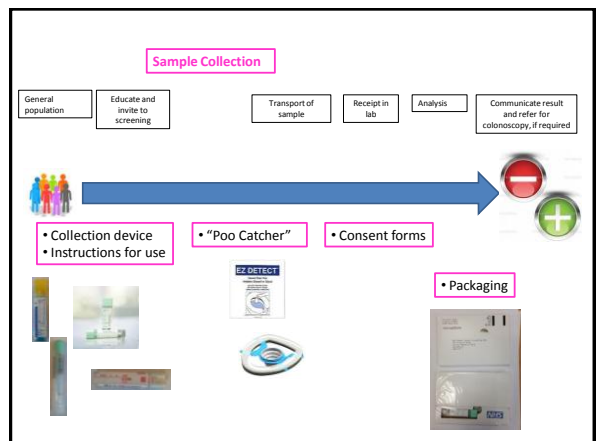 Sample Collection
General population
Educate and invite to screening
Transport of sample
Receipt in lab
Analysis
Communicate result and refer for colonoscopy, if required
• Collection device
• Instructions for use
• “Poo Catcher”
• Consent forms
EZ DETECT
• Packaging
NHS